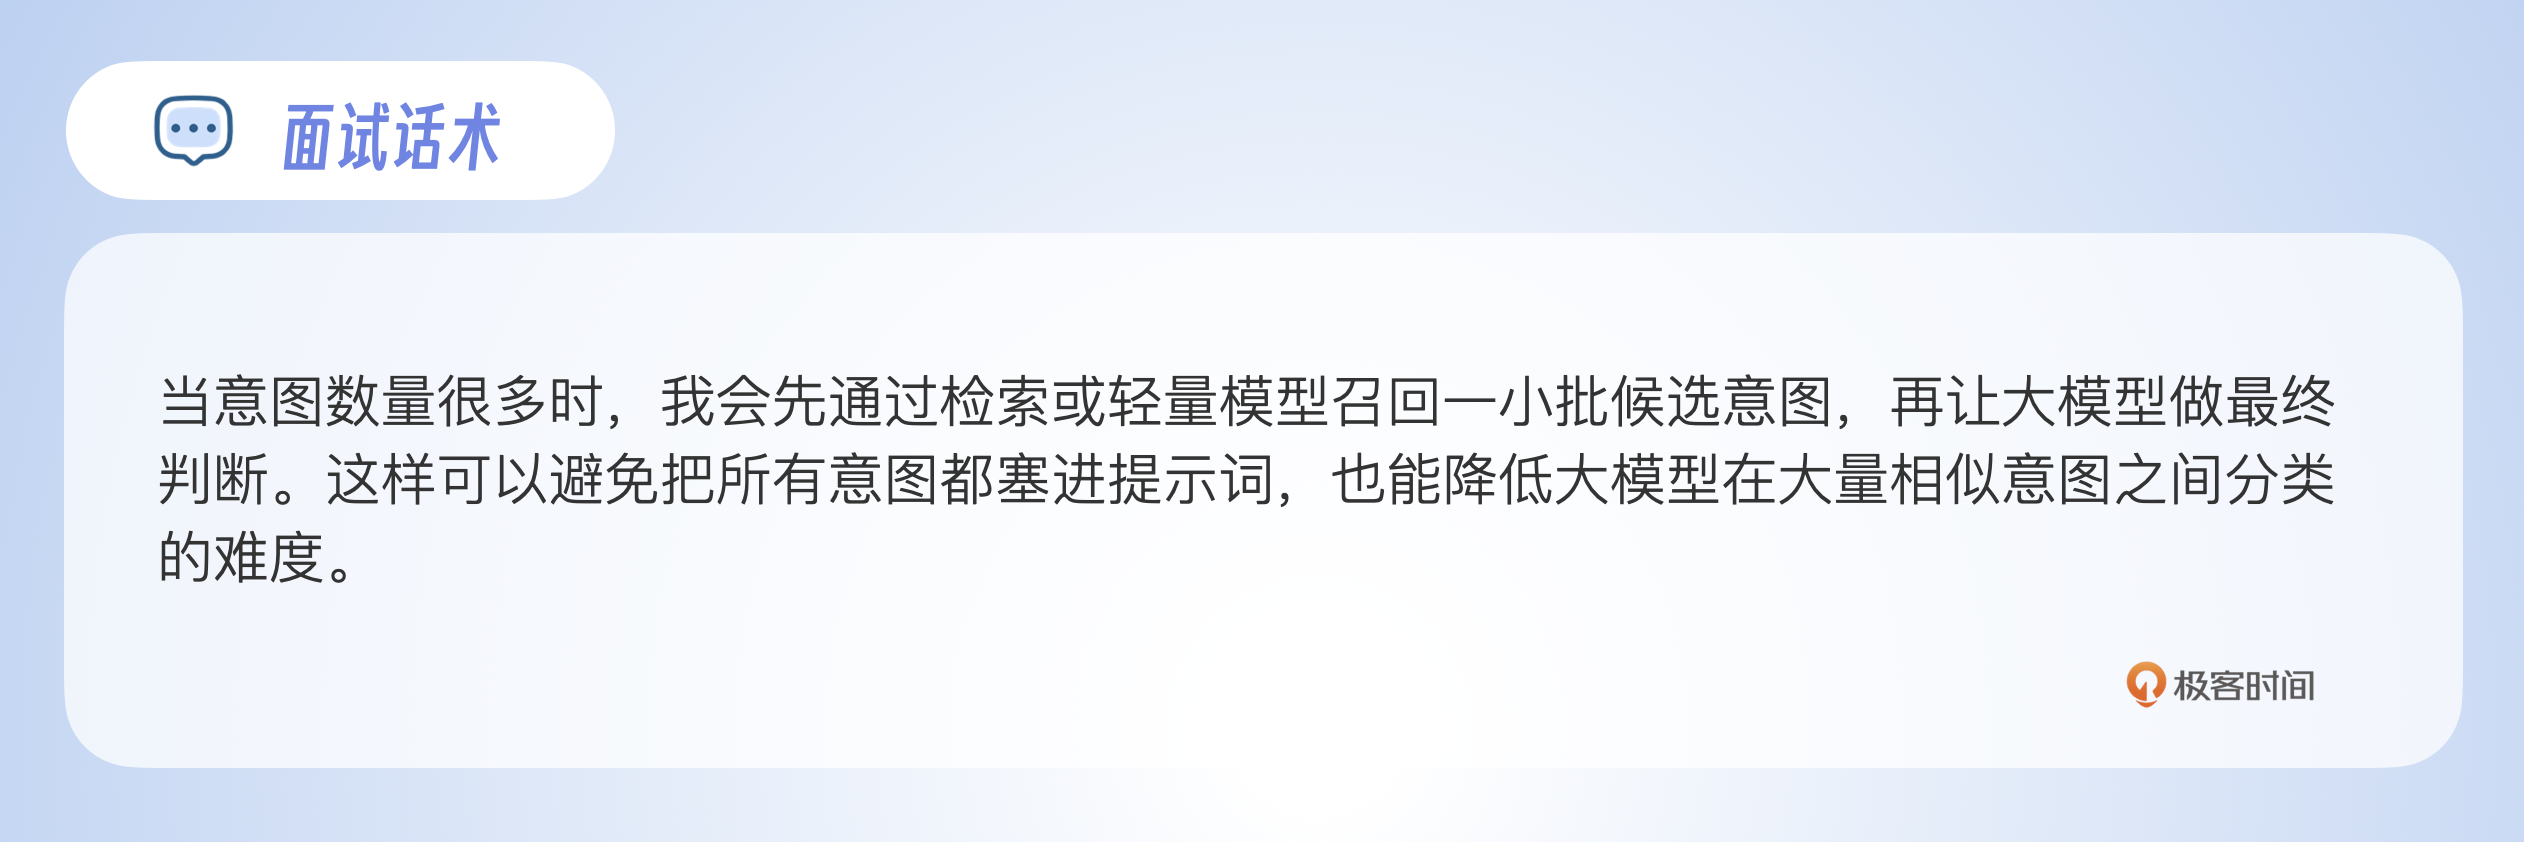 面试话术
当意图数量很多时，我会先通过检索或轻量模型召回一小批候选意图，再让大模型做最终
判断。这样可以避免把所有意图都塞进提示词，也能降低大模型在大量相似意图之间分类
的难度。
极客时间